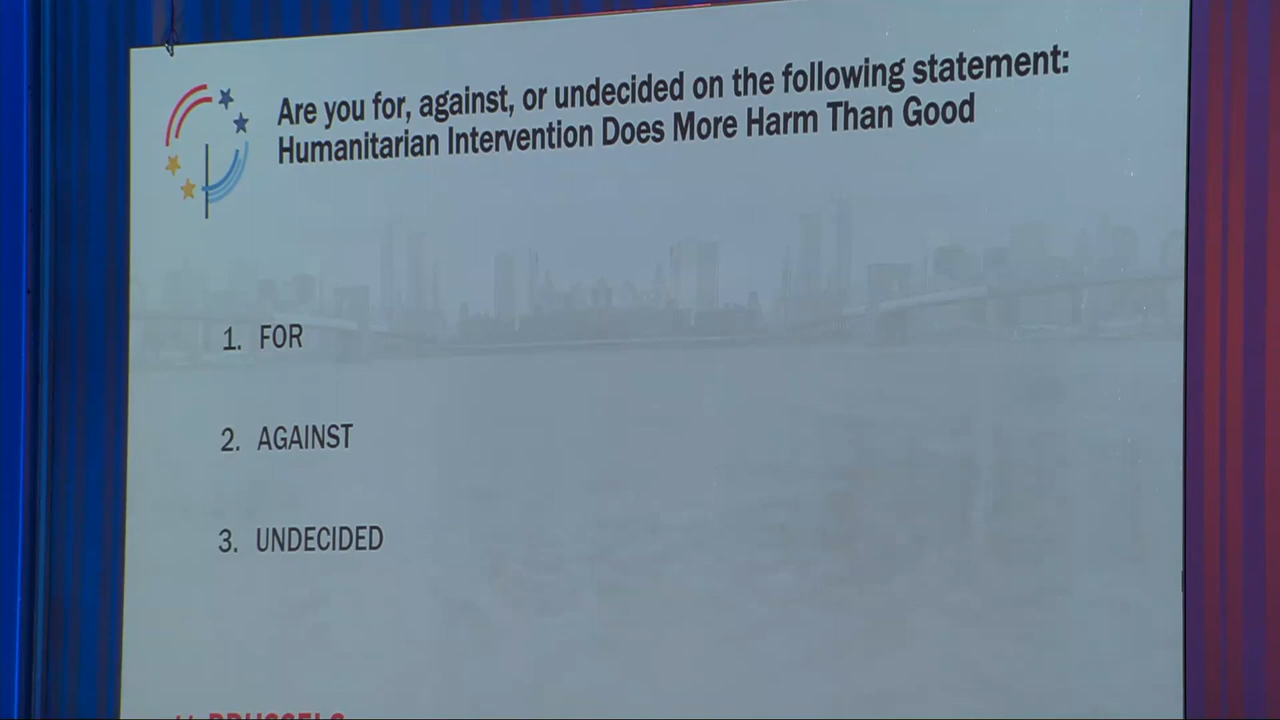 Are you for, against, or undecided on the following statement:
Humanitarian Intervention Does More Harm Than Good
1. FOR
2. AGAINST
3. UNDECIDED
BRUSSELS